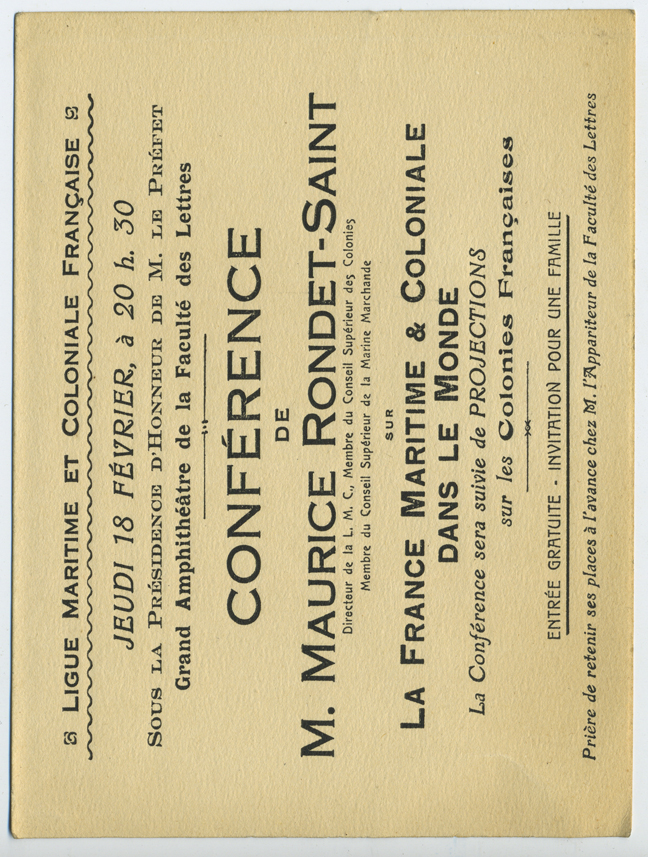 LIGUE MARITIME ET COLONIALE FRANÇAISE
JEUDI 18 FÉVRIER, à 20 h. 30
SOUS LA PRÉSIDENCE D'HONNEUR DE M. LE PRÉFET
Grand Amphithéâtre de la Faculté des Lettres
CONFÉRENCE
DE
M. MAURICE RONDET-SAINT
Directeur de la L. M. C., Membre du Conseil Supérieur des Colonies
Membre du Conseil Supérieur de la Marine Marchande
SUR
LA FRANCE MARITIME & COLONIALE
DANS LE MONDE
La Conférence sera suivie de PROJECTIONS
sur les Colonies Françaises
ENTRÉE GRATUITE - INVITATION POUR UNE FAMILLE
Prière de retenir ses places à l'avance chez M. l'Appariteur de la Faculté des Lettres